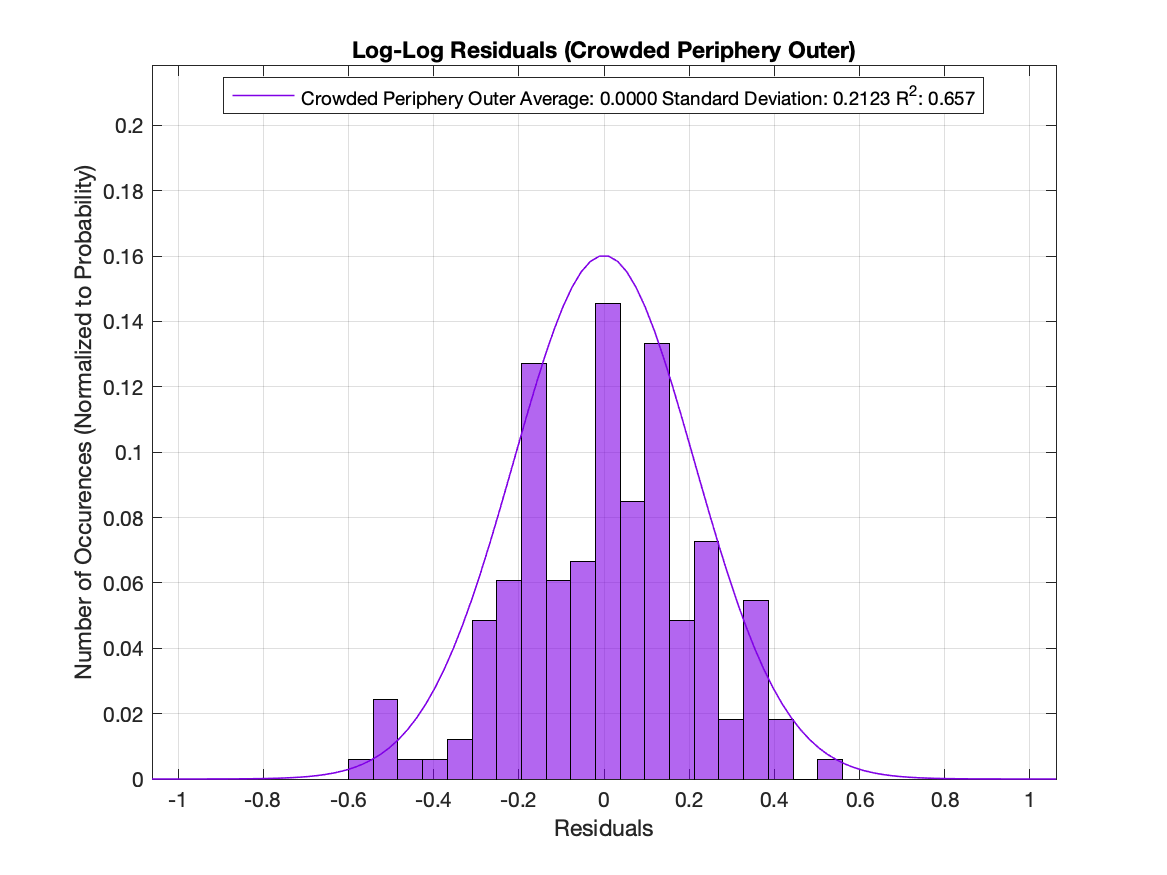 Log-Log Residuals (Crowded Periphery Outer)
Crowded Periphery Outer Average: 0.0000 Standard Deviation: 0.2123 R²: 0.657
Number of Occurences (Normalized to Probability)
0.2
0.18
0.16
0.14
0.12
0.1
0.08
0.06
0.04
0.02
0
-1 -0.8 -0.6 -0.4 -0.2 0 0.2 0.4 0.6 0.8 1
Residuals